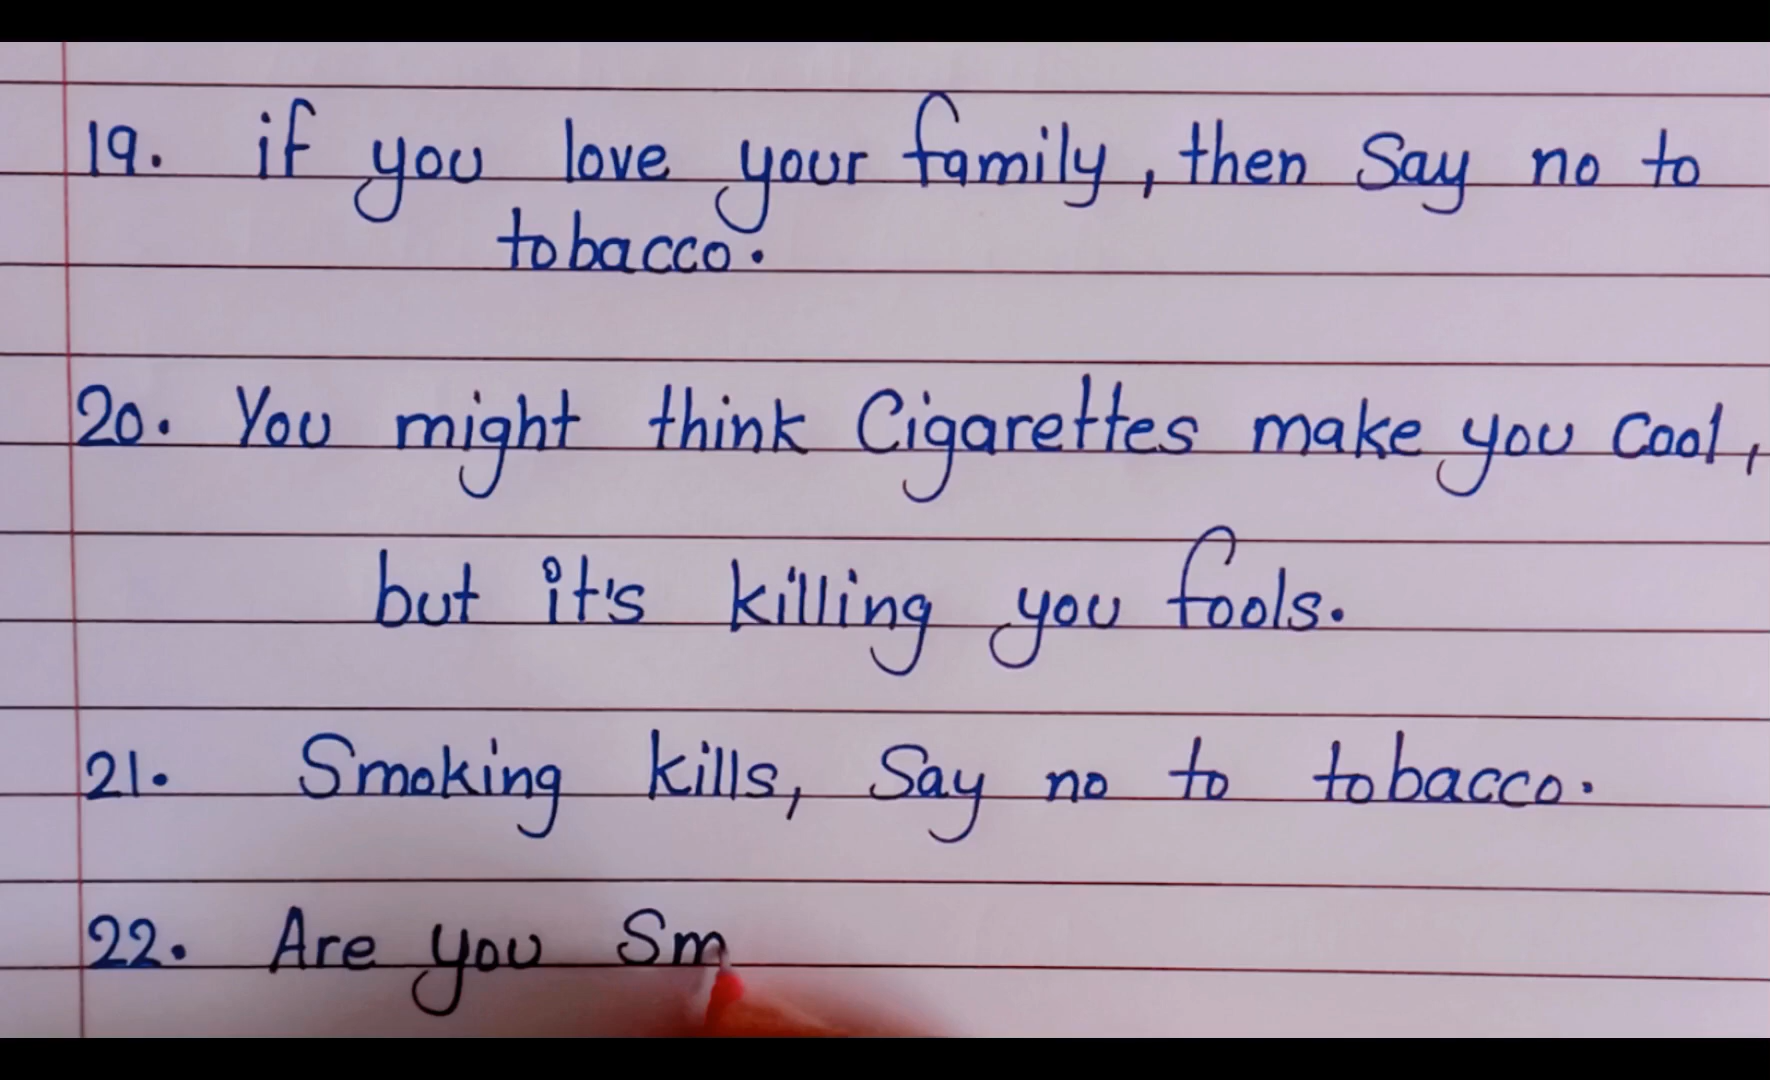 19. if you love your family, then Say no to
tobacco.
20. You might think Cigarettes make you Cool,
but it's killing you fools.
21. Smoking kills, Say no to tobacco.
22. Are you Sm